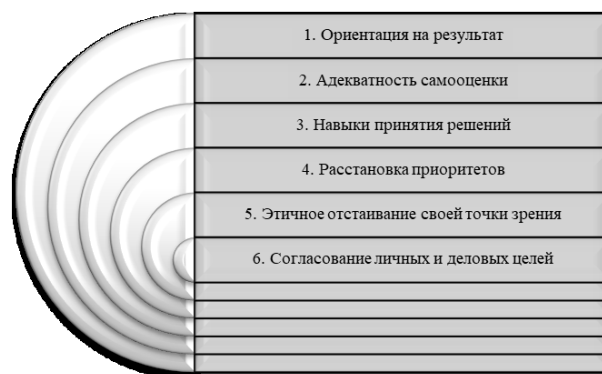 1. Ориентация на результат
2. Адекватность самооценки
3. Навыки принятия решений
4. Расстановка приоритетов
5. Этичное отстаивание своей точки зрения
6. Согласование личных и деловых целей